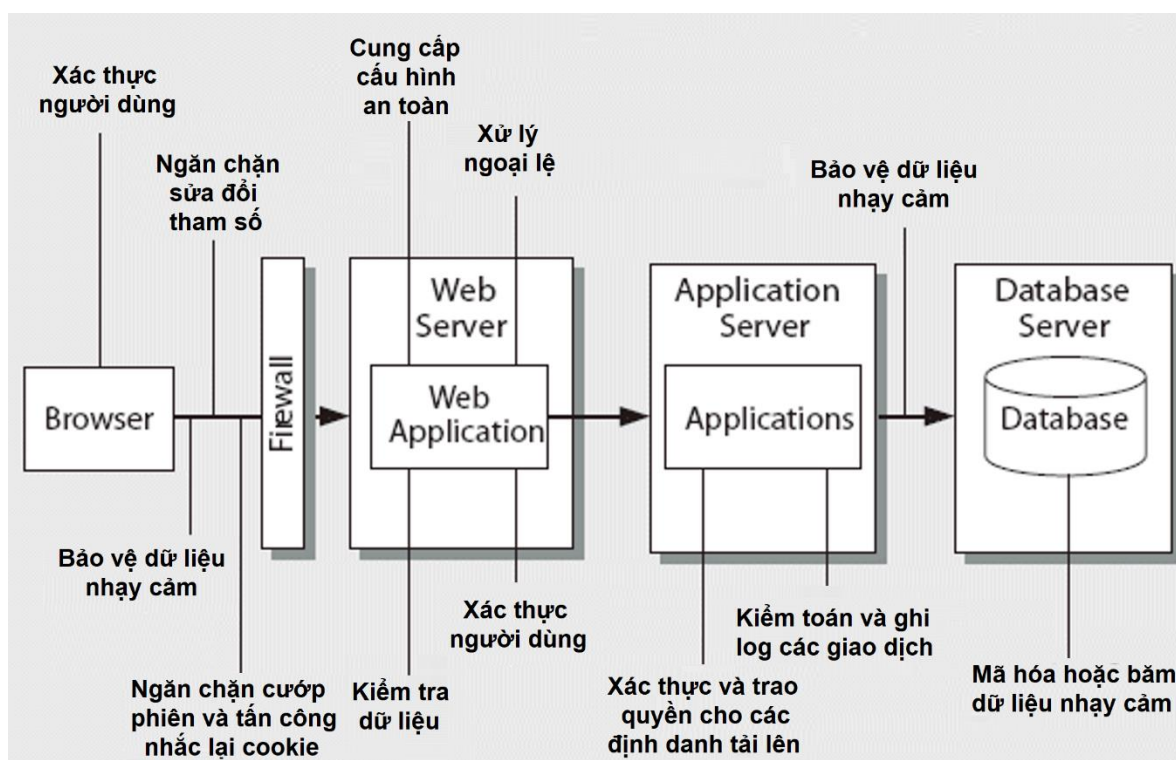 Cung cấp
cấu hình
an toàn
Xác thực
người dùng
Xử lý
ngoại lệ
Ngăn chặn
sửa đổi
tham số
Bảo vệ dữ liệu
nhạy cảm
Browser
Firewall
Web
Server
Web
Application
Application
Server
Applications
Database
Server
Database
Bảo vệ dữ liệu
nhạy cảm
Ngăn chặn cướp
phiên và tấn công
nhắc lại cookie
Kiểm tra
dữ liệu
Xác thực
người dùng
Xác thực và trao
quyền cho các
định danh tải lên
Kiểm toán và ghi
log các giao dịch
Mã hóa hoặc băm
dữ liệu nhạy cảm